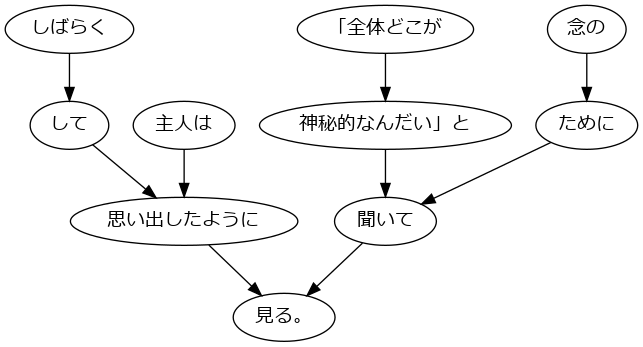 しばらく
「全体どこが
念の
して
主人は
神秘的なんだい」と
ために
思い出したように
聞いて
見る。